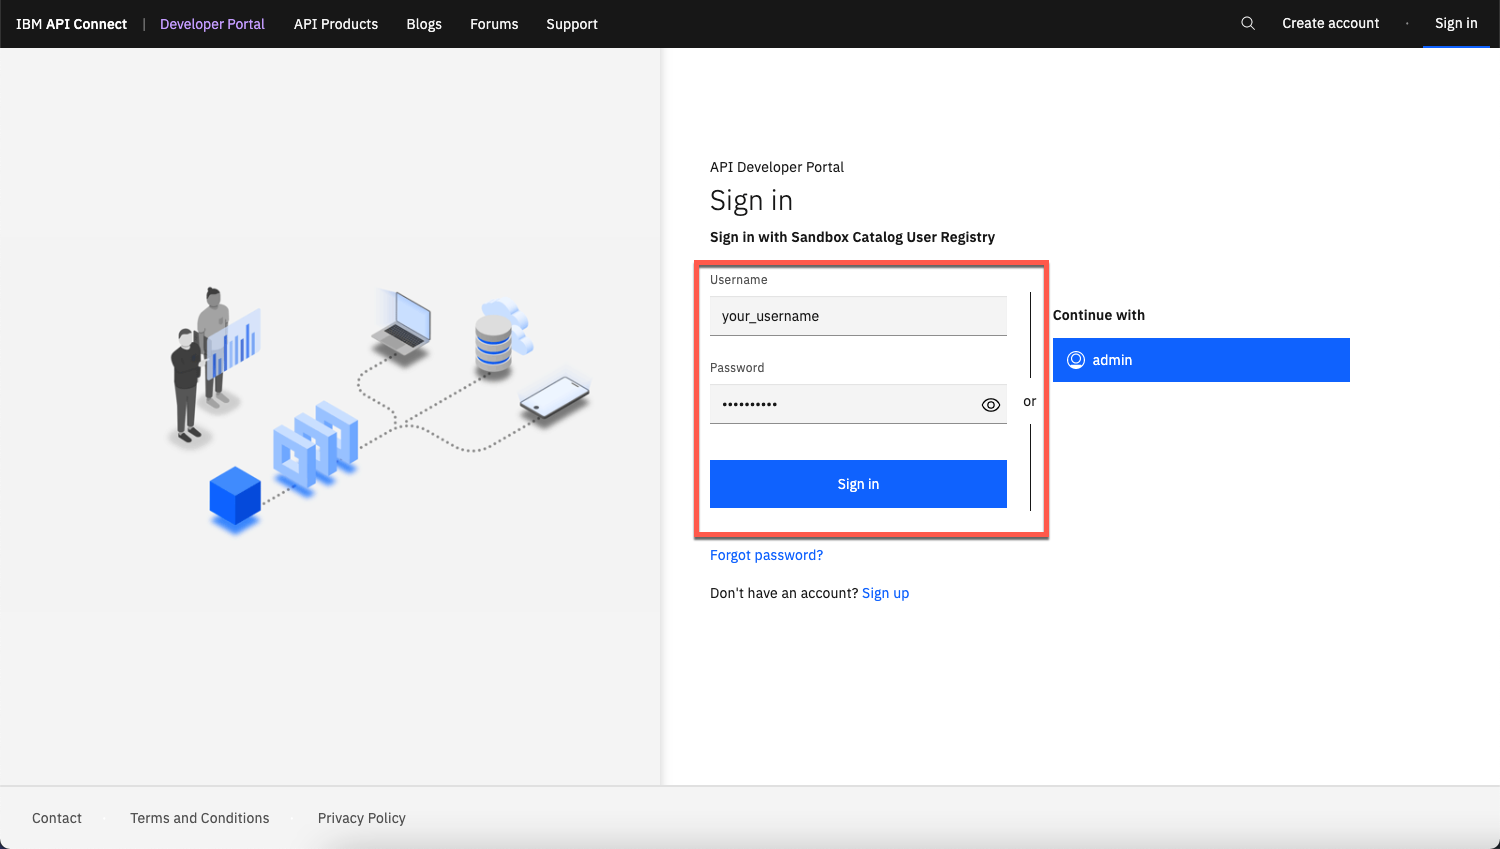 IBM API Connect | Developer Portal API Products Blogs Forums Support Create account · Sign in
API Developer Portal
Sign in
Sign in with Sandbox Catalog User Registry
Username
your_username
Password
••••••••••
Sign in
or
Continue with
admin
Forgot password?
Don't have an account? Sign up
Contact Terms and Conditions Privacy Policy